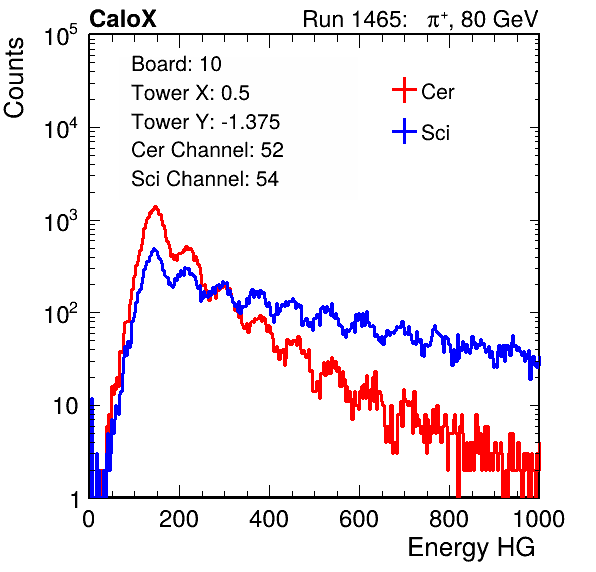 CaloX Run 1465: π⁺, 80 GeV
Counts
10⁵
10⁴
10³
10²
10
1
Board: 10
Tower X: 0.5
Tower Y: -1.375
Cer Channel: 52
Sci Channel: 54
Cer
Sci
0 200 400 600 800 1000
Energy HG